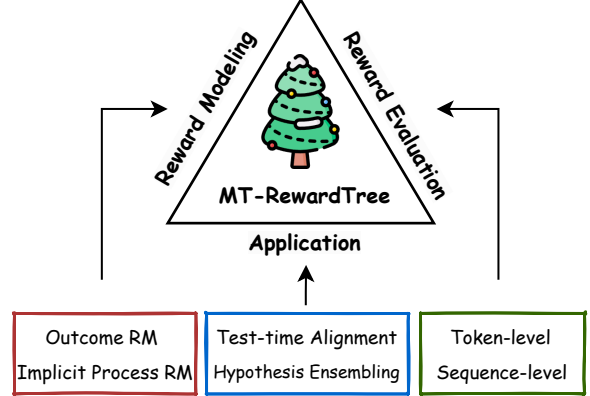 Reward Modeling
Reward Evaluation
MT-RewardTree
Application
Outcome RM
Implicit Process RM
Test-time Alignment
Hypothesis Ensembling
Token-level
Sequence-level